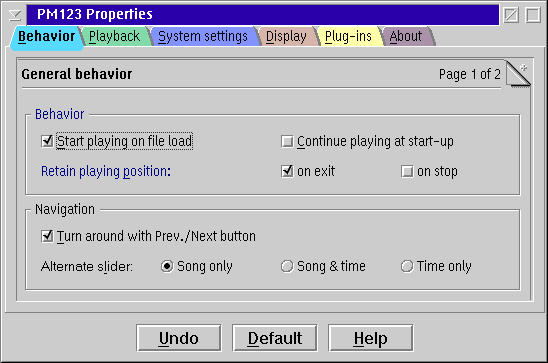 PM123 Properties
Behavior Playback System settings Display Plug-ins About
General behavior Page 1 of 2
Behavior
Start playing on file load Continue playing at start-up
Retain playing position: on exit on stop
Navigation
Turn around with Prev./Next button
Alternate slider: Song only Song & time Time only
Undo Default Help